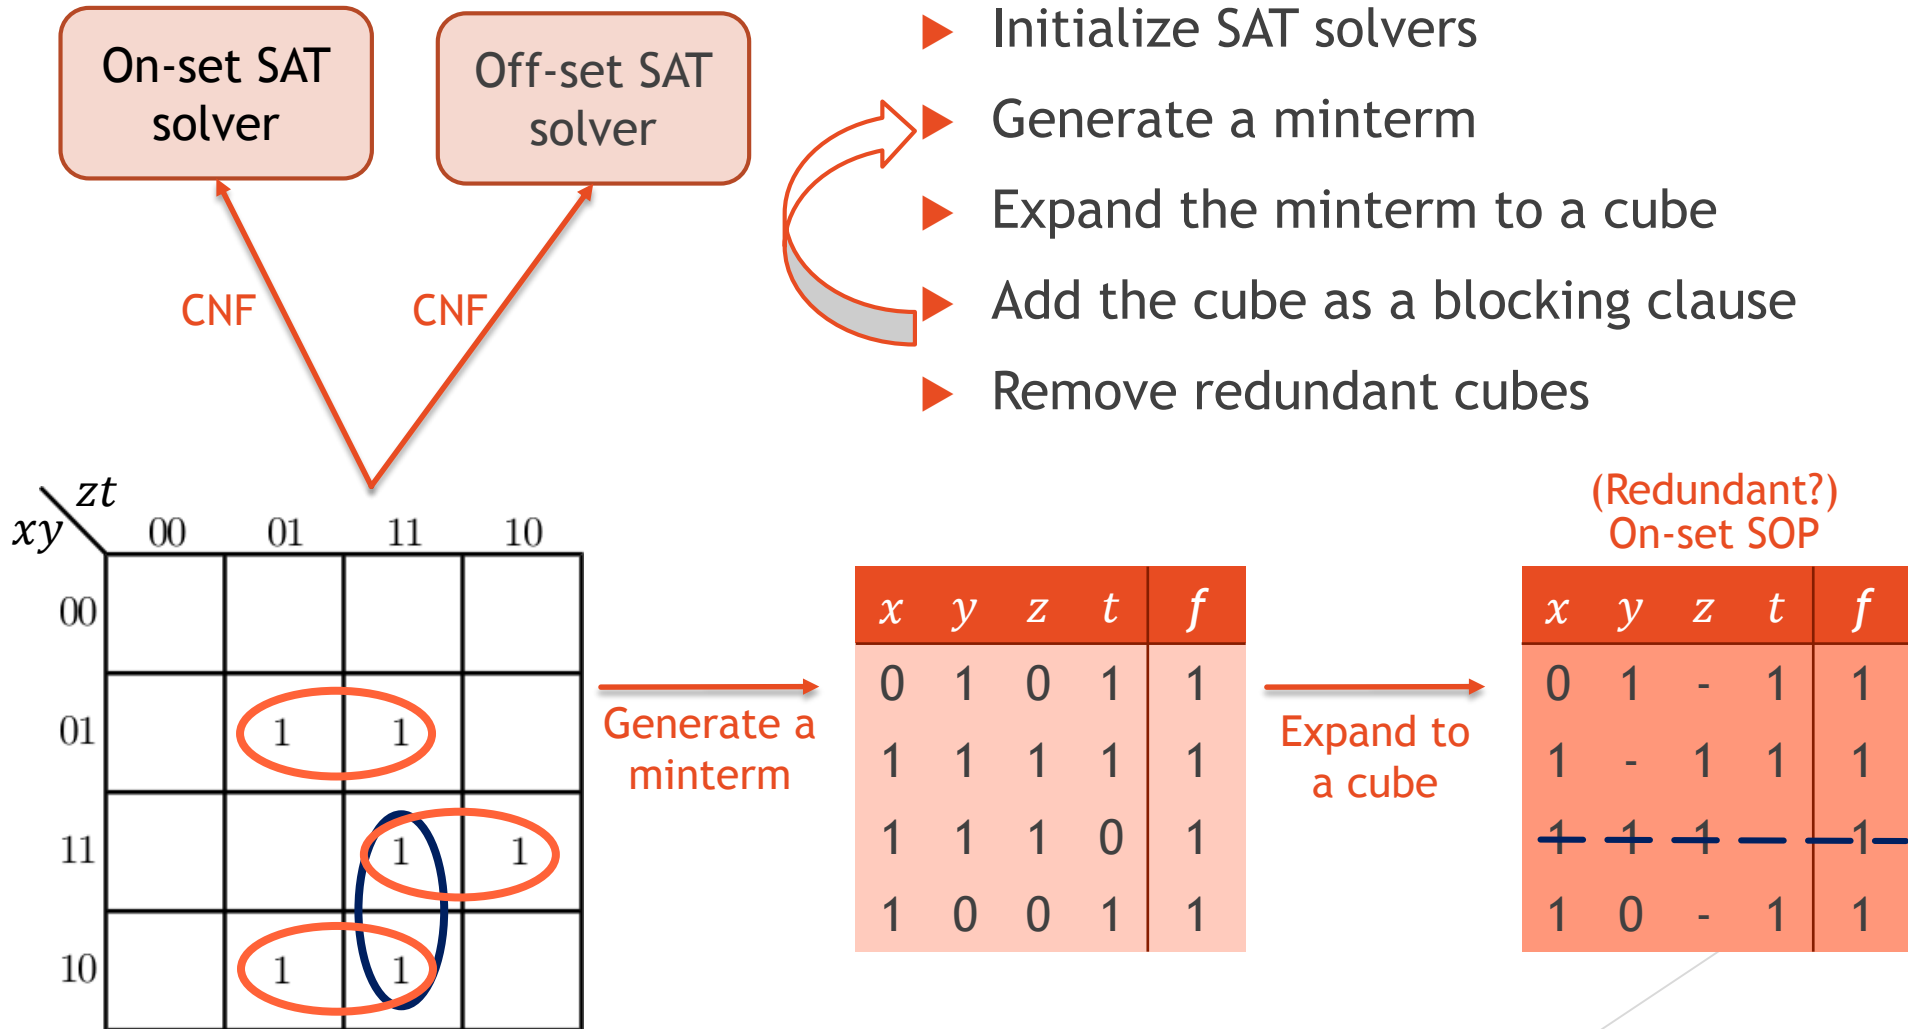 On-set SAT
solver
Off-set SAT
solver
Initialize SAT solvers
Generate a minterm
Expand the minterm to a cube
Add the cube as a blocking clause
Remove redundant cubes
CNF
CNF
zt
xy
00 01 11 10
00
01 1 1
11 1 1
10 1 1
Generate a
minterm
x y z t f
0 1 0 1 1
1 1 1 1 1
1 1 1 0 1
1 0 0 1 1
Expand to
a cube
(Redundant?)
On-set SOP
x y z t f
0 1 - 1 1
1 - 1 1 1
1 1 1 - 1
1 0 - 1 1